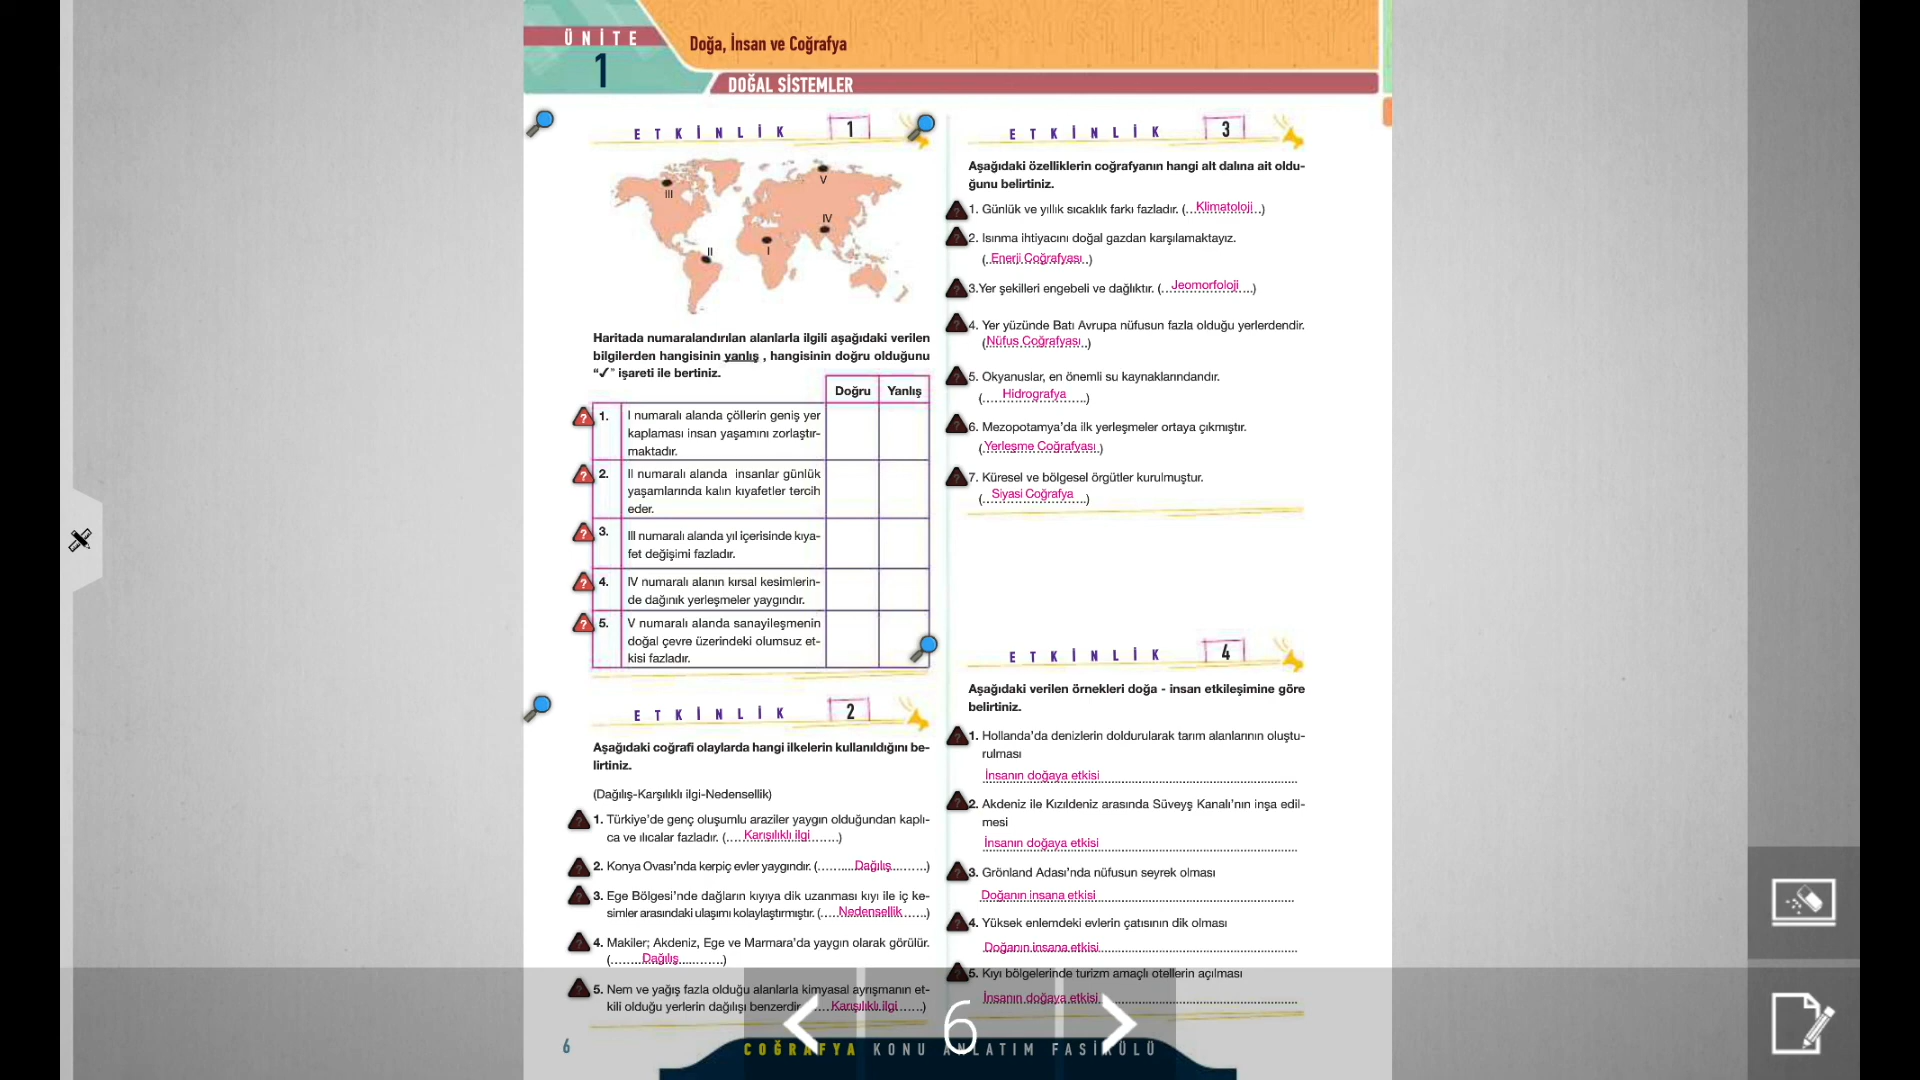 ÜNİTE
1
Doğa, İnsan ve Coğrafya
DOĞAL SİSTEMLER
ETKİNLİK 1
III
V
IV
II
I
Haritada numaralandırılan alanlarla ilgili aşağıdaki verilen
bilgilerden hangisinin yanlış , hangisinin doğru olduğunu
“✓” işareti ile bertiniz.
Doğru Yanlış
1. I numaralı alanda çöllerin geniş yer
kaplaması insan yaşamını zorlaştır-
maktadır.
2. II numaralı alanda insanlar günlük
yaşamlarında kalın kıyafetler tercih
eder.
3. III numaralı alanda yıl içerisinde kıya-
fet değişimi fazladır.
4. IV numaralı alanın kırsal kesimlerin-
de dağınık yerleşmeler yaygındır.
5. V numaralı alanda sanayileşmenin
doğal çevre üzerindeki olumsuz et-
kisi fazladır.
ETKİNLİK 2
Aşağıdaki coğrafi olaylarda hangi ilkelerin kullanıldığını be-
lirtiniz.
(Dağılış-Karşılıklı ilgi-Nedensellik)
1. Türkiye’de genç oluşumlu araziler yaygın olduğundan kaplı-
ca ve ılıcalar fazladır. (....Karışılıklı ilgi........)
2. Konya Ovası’nda kerpiç evler yaygındır. (..........Dağılış.........)
3. Ege Bölgesi’nde dağların kıyıya dik uzanması kıyı ile iç ke-
simler arasındaki ulaşımı kolaylaştırmıştır. (....Nedensellik......)
4. Makiler; Akdeniz, Ege ve Marmara’da yaygın olarak görülür.
(........Dağılış............)
5. Nem ve yağış fazla olduğu alanlarla kimyasal ayrışmanın et-
kili olduğu yerlerin dağılışı benzerdir. (....Karışılıklı ilgi........)
ETKİNLİK 3
Aşağıdaki özelliklerin coğrafyanın hangi alt dalına ait oldu-
ğunu belirtiniz.
1. Günlük ve yıllık sıcaklık farkı fazladır. (...Klimatoloji...)
2. Isınma ihtiyacını doğal gazdan karşılamaktayız.
(..Enerji Coğrafyası..)
3.Yer şekilleri engebeli ve dağlıktır. (...Jeomorfoloji....)
4. Yer yüzünde Batı Avrupa nüfusun fazla olduğu yerlerdendir.
(Nüfus Coğrafyası..)
5. Okyanuslar, en önemli su kaynaklarındandır.
(.....Hidrografya......)
6. Mezopotamya’da ilk yerleşmeler ortaya çıkmıştır.
(Yerleşme Coğrafyası.)
7. Küresel ve bölgesel örgütler kurulmuştur.
(..Siyasi Coğrafya...)
ETKİNLİK 4
Aşağıdaki verilen örnekleri doğa - insan etkileşimine göre
belirtiniz.
1. Hollanda’da denizlerin doldurularak tarım alanlarının oluştu-
rulması
İnsanın doğaya etkisi
2. Akdeniz ile Kızıldeniz arasında Süveyş Kanalı’nın inşa edil-
mesi
İnsanın doğaya etkisi
3. Grönland Adası’nda nüfusun seyrek olması
Doğanın insana etkisi
4. Yüksek enlemdeki evlerin çatısının dik olması
Doğanın insana etkisi
5. Kıyı bölgelerinde turizm amaçlı otellerin açılması
İnsanın doğaya etkisi
6
6
COĞRAFYA KONU ANLATIM FASİKÜLÜ